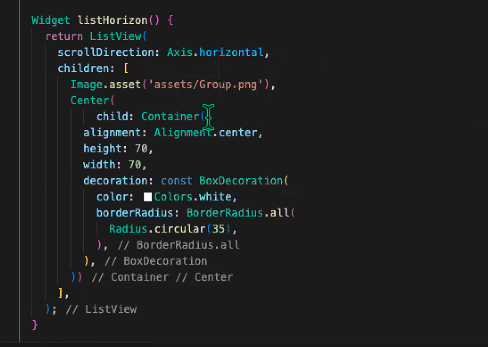 Widget listHorizon() {
return ListView(
scrollDirection: Axis.horizontal,
children: [
Image.asset('assets/Group.png'),
Center(
child: Container(
alignment: Alignment.center,
height: 70,
width: 70,
decoration: const BoxDecoration(
color: Colors.white,
borderRadius: BorderRadius.all(
Radius.circular(35),
), // BorderRadius.all
), // BoxDecoration
)) // Container // Center
],
); // ListView
}